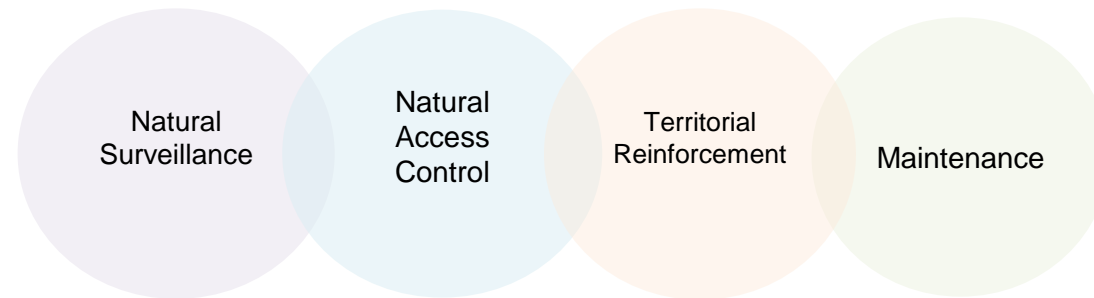 Natural
Surveillance
Natural
Access
Control
Territorial
Reinforcement
Maintenance